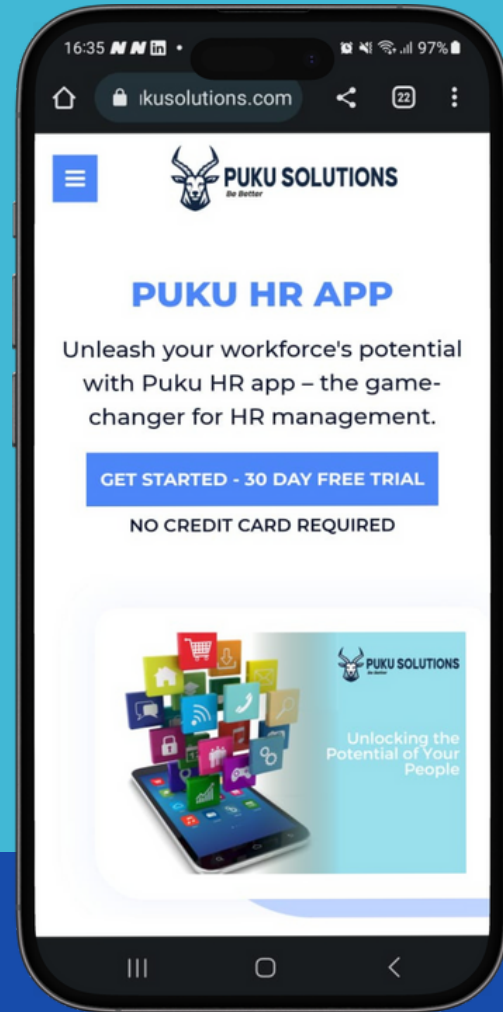 16:35
97%
ikusolutions.com
22
PUKU SOLUTIONS
Be Better
PUKU HR APP
Unleash your workforce's potential
with Puku HR app – the game-
changer for HR management.
GET STARTED - 30 DAY FREE TRIAL
NO CREDIT CARD REQUIRED
PUKU SOLUTIONS
Be Better
Unlocking the
Potential of Your
People